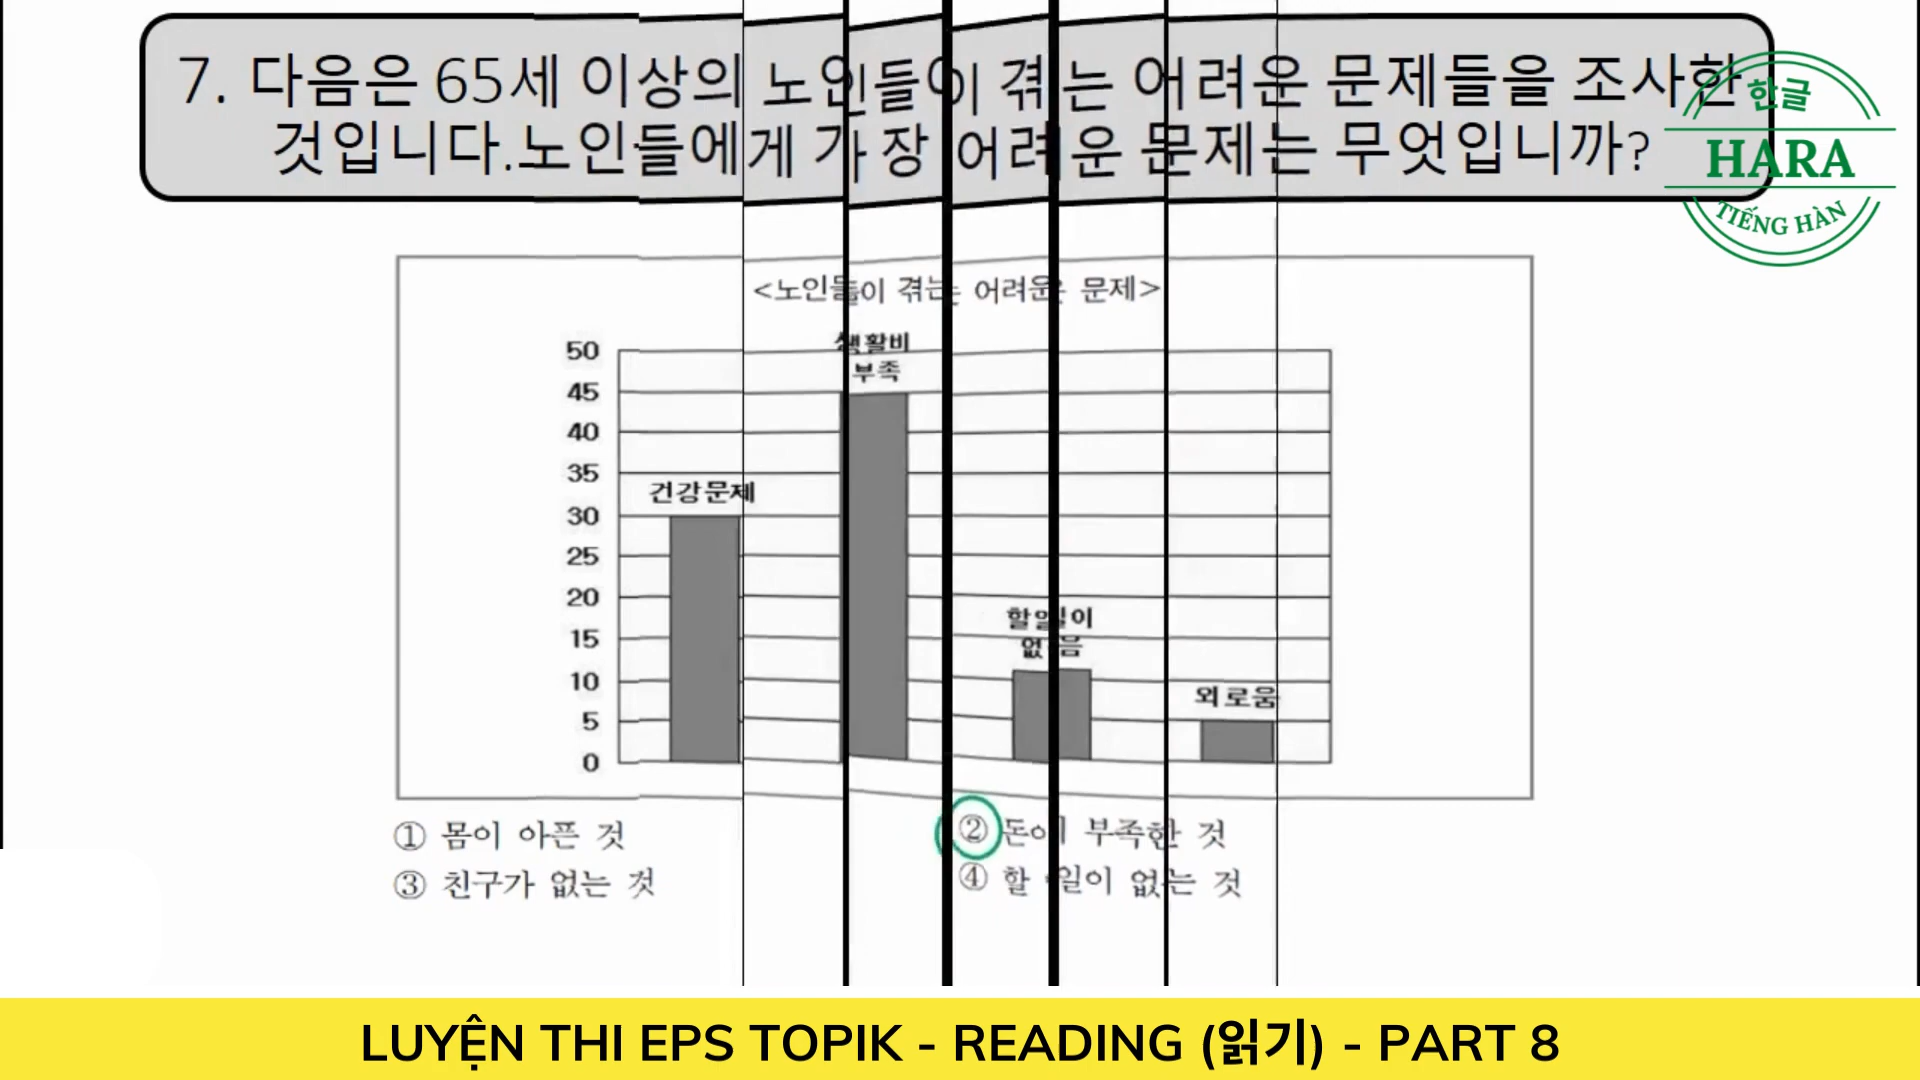 7. 다음은 65세 이상의 노인들이 겪는 어려운 문제들을 조사한
것입니다.노인들에게 가장 어려운 문제는 무엇입니까?
한글
HARA
TIẾNG HÀN
<노인들이 겪는 어려운 문제>
생활비
부족
50
45
40
35
건강문제
30
25
20
할일이
15
없음
10
외로움
5
0
① 몸이 아픈 것
② 돈이 부족한 것
③ 친구가 없는 것
④ 할 일이 없는 것
LUYỆN THI EPS TOPIK - READING (읽기) - PART 8